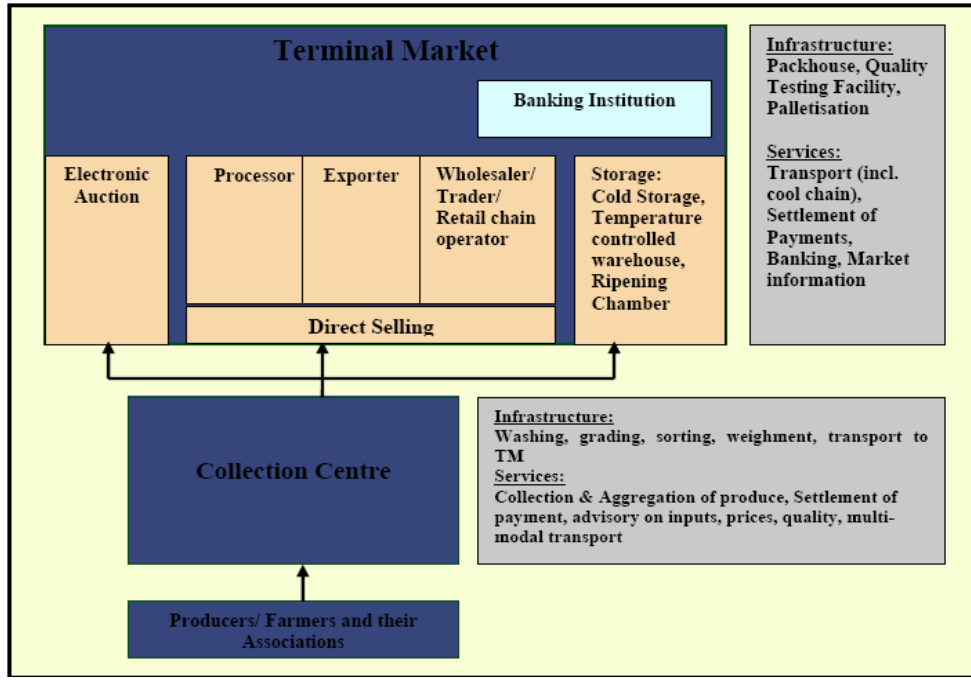 Terminal Market
Banking Institution
Electronic
Auction
Processor
Exporter
Wholesaler/
Trader/
Retail chain
operator
Direct Selling
Storage:
Cold Storage,
Temperature
controlled
warehouse,
Ripening
Chamber
Infrastructure:
Packhouse, Quality
Testing Facility,
Palletisation
Services:
Transport (incl.
cool chain),
Settlement of
Payments,
Banking, Market
information
Collection Centre
Infrastructure:
Washing, grading, sorting, weighment, transport to
TM
Services:
Collection & Aggregation of produce, Settlement of
payment, advisory on inputs, prices, quality, multi-
modal transport
Producers/ Farmers and their
Associations